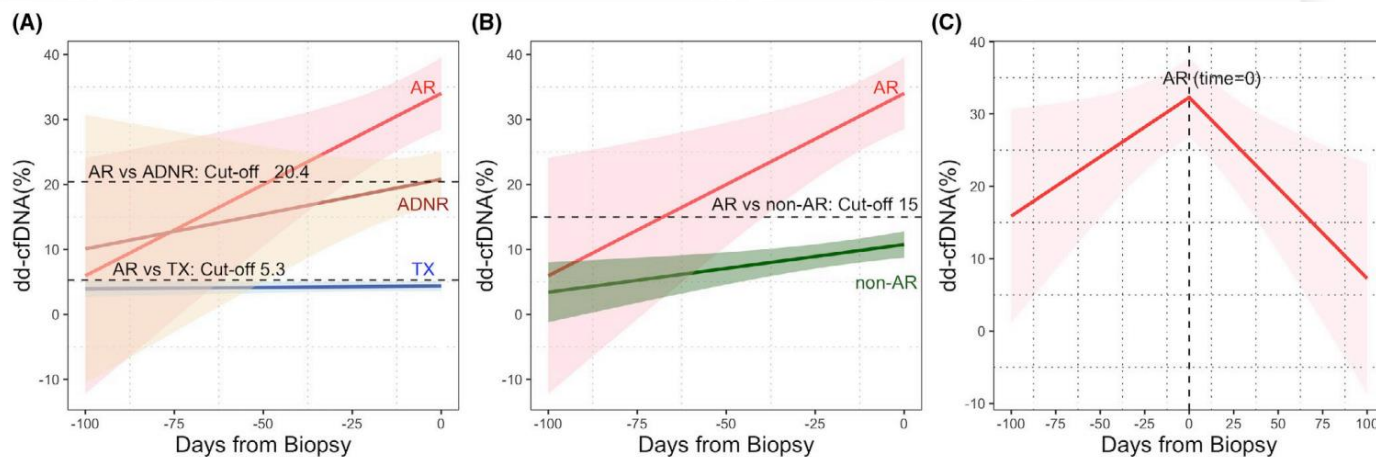 (A)
40
30
20
10
0
-10
dd-cfDNA(%)
AR
AR vs ADNR: Cut-off 20.4
ADNR
AR vs TX: Cut-off 5.3
TX
-100 -75 -50 -25 0
Days from Biopsy
(B)
40
30
20
10
0
-10
dd-cfDNA(%)
AR
AR vs non-AR: Cut-off 15
non-AR
-100 -75 -50 -25 0
Days from Biopsy
(C)
40
30
20
10
0
-10
dd-cfDNA(%)
AR (time=0)
-100 -75 -50 -25 0 25 50 75 100
Days from Biopsy